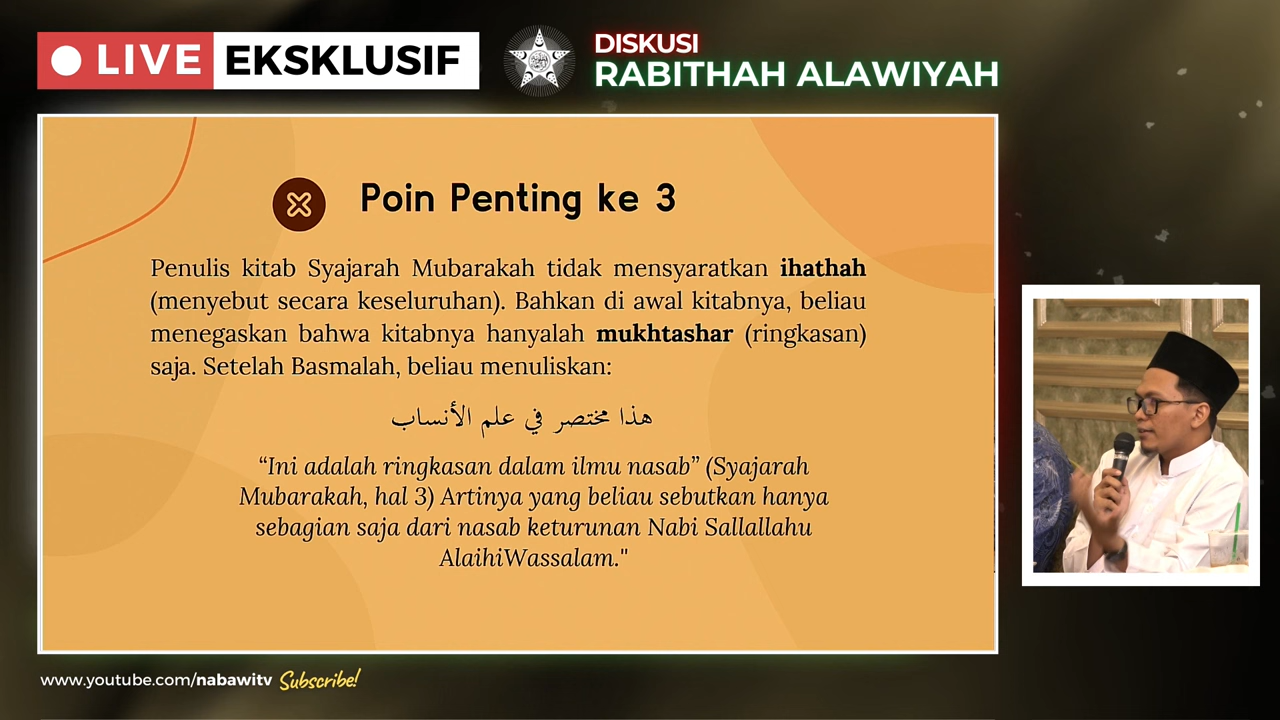 LIVE EKSKLUSIF
DISKUSI
RABITHAH ALAWIYAH
Poin Penting ke 3
Penulis kitab Syajarah Mubarakah tidak mensyaratkan ihathah
(menyebut secara keseluruhan). Bahkan di awal kitabnya, beliau
menegaskan bahwa kitabnya hanyalah mukhtashar (ringkasan)
saja. Setelah Basmalah, beliau menuliskan:
هذا مختصر في علم الأنساب
“Ini adalah ringkasan dalam ilmu nasab” (Syajarah
Mubarakah, hal 3) Artinya yang beliau sebutkan hanya
sebagian saja dari nasab keturunan Nabi Sallallahu
AlaihiWassalam."
www.youtube.com/nabawitv Subscribe!